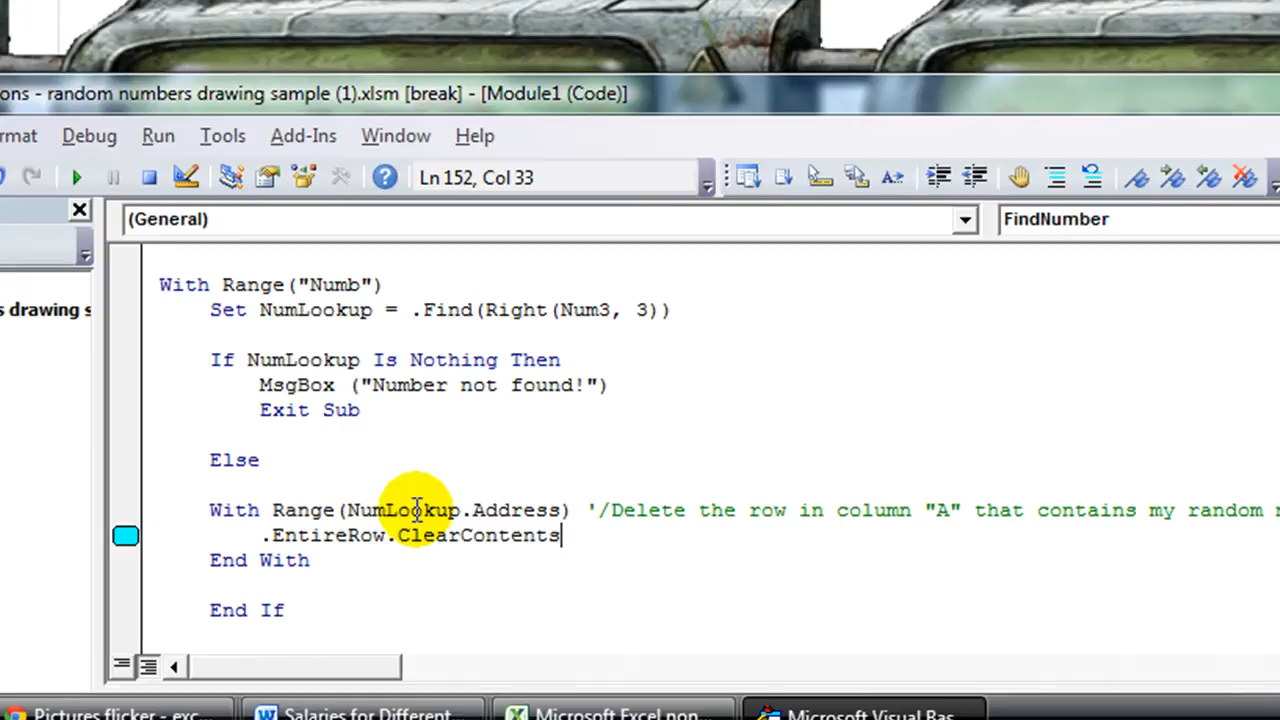 ons - random numbers drawing sample (1).xlsm [break] - [Module1 (Code)]
rmat Debug Run Tools Add-Ins Window Help
Ln 152, Col 33
(General) FindNumber
s drawing s
With Range("Numb")
Set NumLookup = .Find(Right(Num3, 3))
If NumLookup Is Nothing Then
MsgBox ("Number not found!")
Exit Sub
Else
With Range(NumLookup.Address) '/Delete the row in column "A" that contains my random
.EntireRow.ClearContents
End With
End If
Pictures flicker - exc... Salaries for Different... Microsoft Excel non... Microsoft Visual Bas...